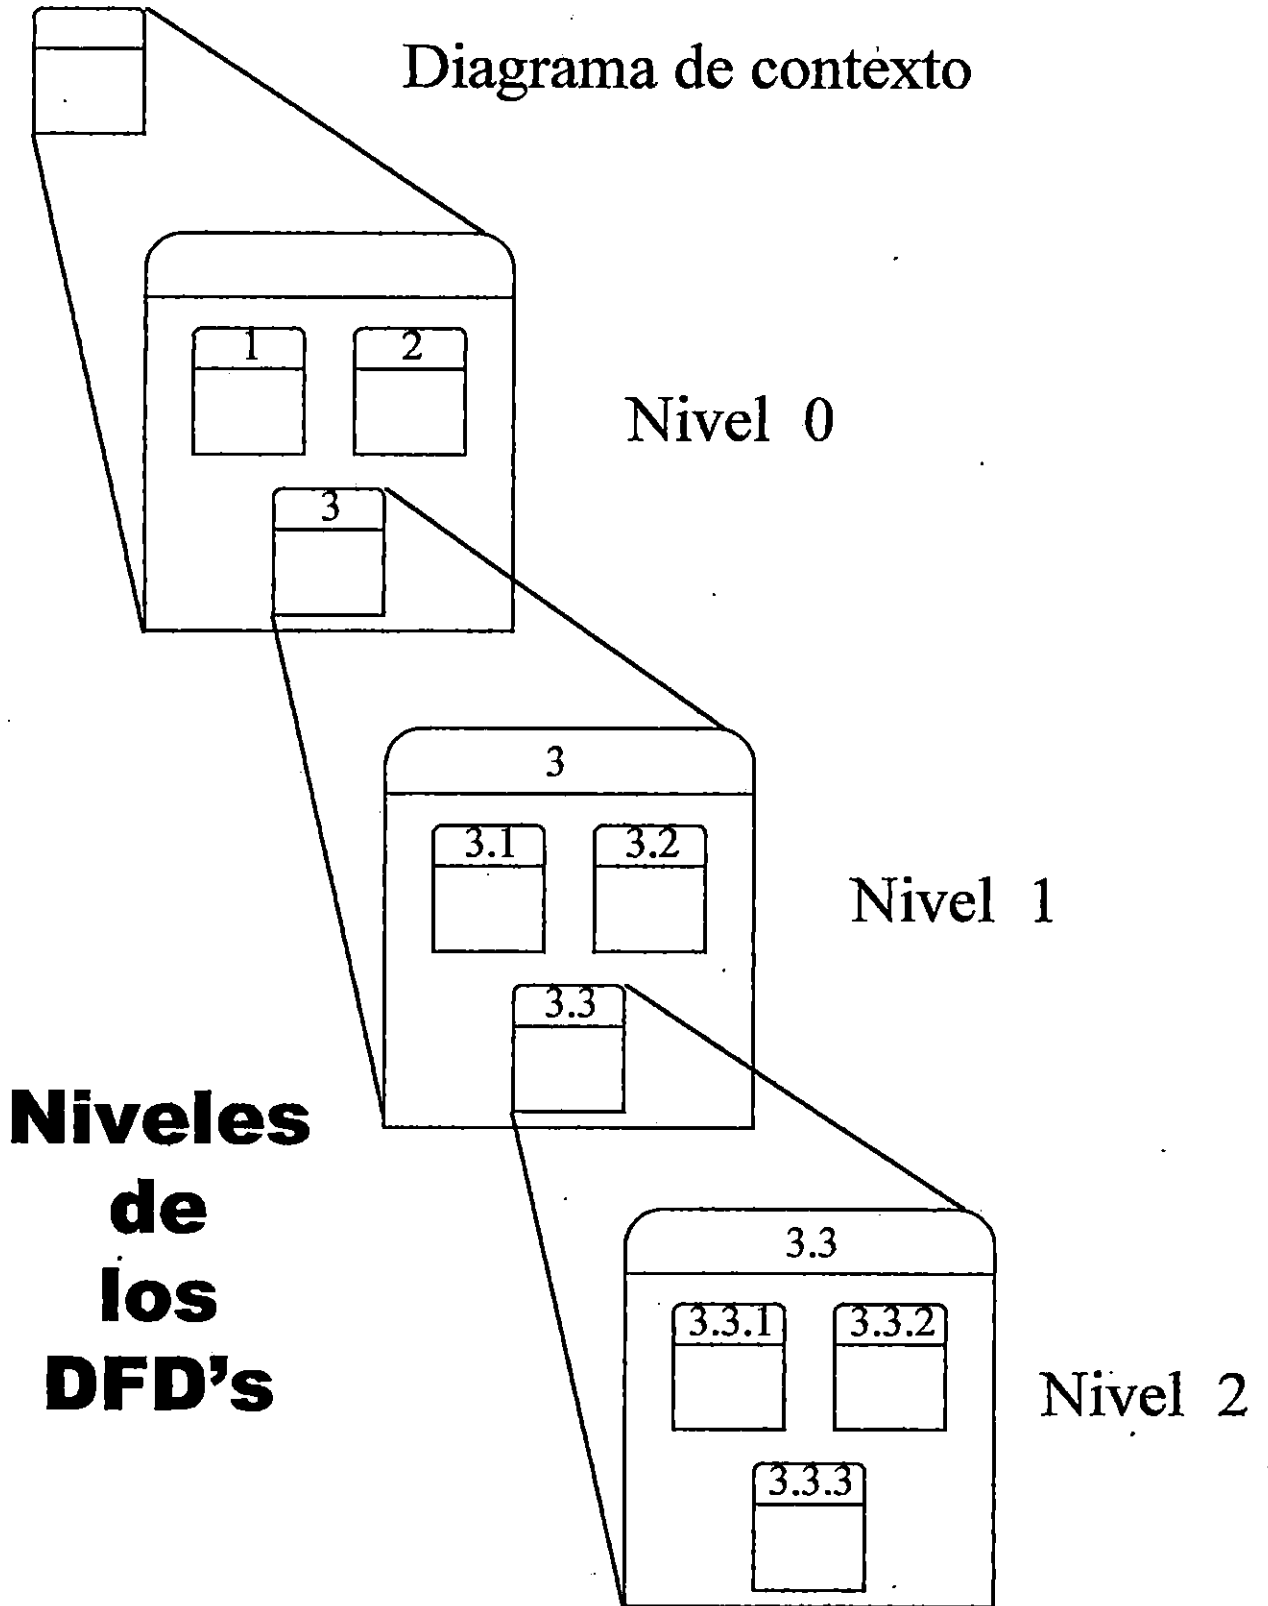 Diagrama de contexto
1
2
Nivel 0
3
3
3.1
3.2
Nivel 1
3.3
Niveles
de
los
DFD's
3.3
3.3.1
3.3.2
Nivel 2
3.3.3